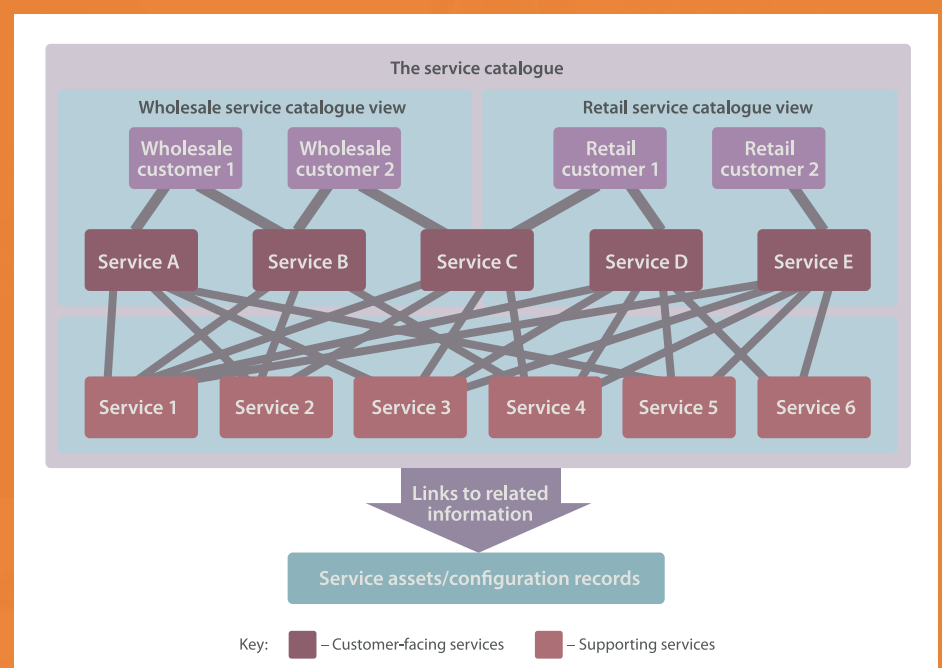 The service catalogue
Wholesale service catalogue view
Retail service catalogue view
Wholesale
customer 1
Wholesale
customer 2
Retail
customer 1
Retail
customer 2
Service A
Service B
Service C
Service D
Service E
Service 1
Service 2
Service 3
Service 4
Service 5
Service 6
Links to related
information
Service assets/configuration records
Key:
– Customer-facing services
– Supporting services